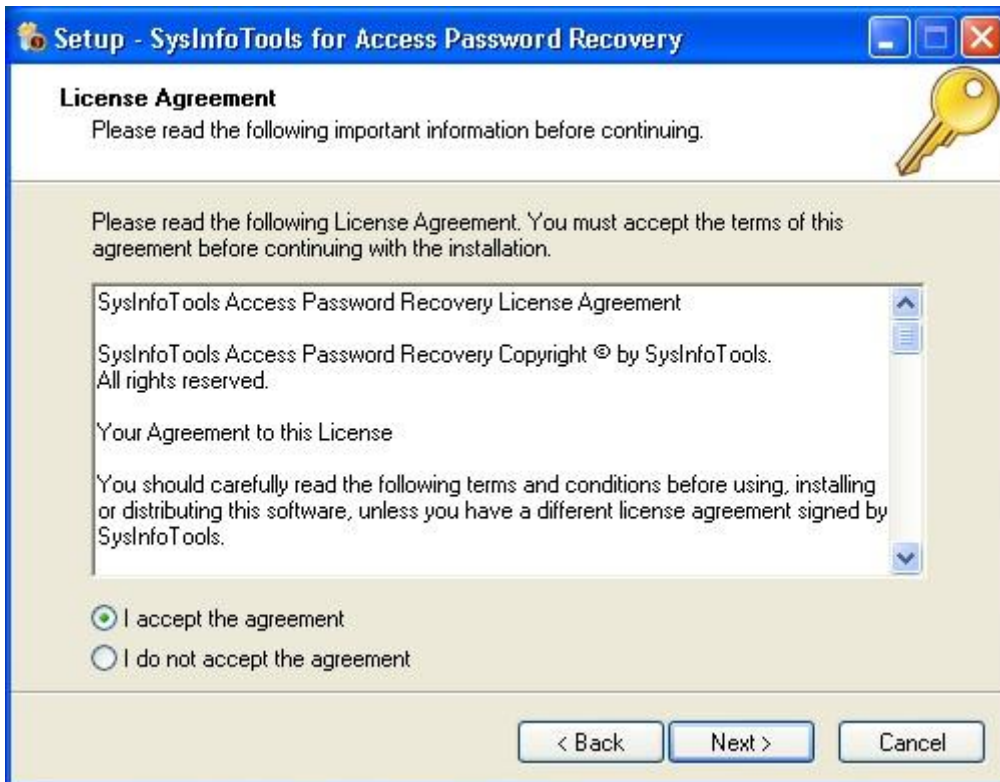 Setup - SysInfoTools for Access Password Recovery
License Agreement
Please read the following important information before continuing.
Please read the following License Agreement. You must accept the terms of this
agreement before continuing with the installation.
SysInfoTools Access Password Recovery License Agreement
SysInfoTools Access Password Recovery Copyright © by SysInfoTools.
All rights reserved.
Your Agreement to this License
You should carefully read the following terms and conditions before using, installing
or distributing this software, unless you have a different license agreement signed by
SysInfoTools.
I accept the agreement
I do not accept the agreement
< Back Next > Cancel